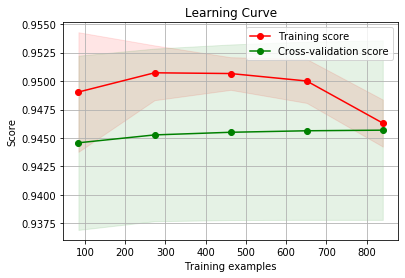 Learning Curve
0.9550
0.9525
0.9500
0.9475
0.9450
0.9425
0.9400
0.9375
Score
Training score
Cross-validation score
100 200 300 400 500 600 700 800
Training examples